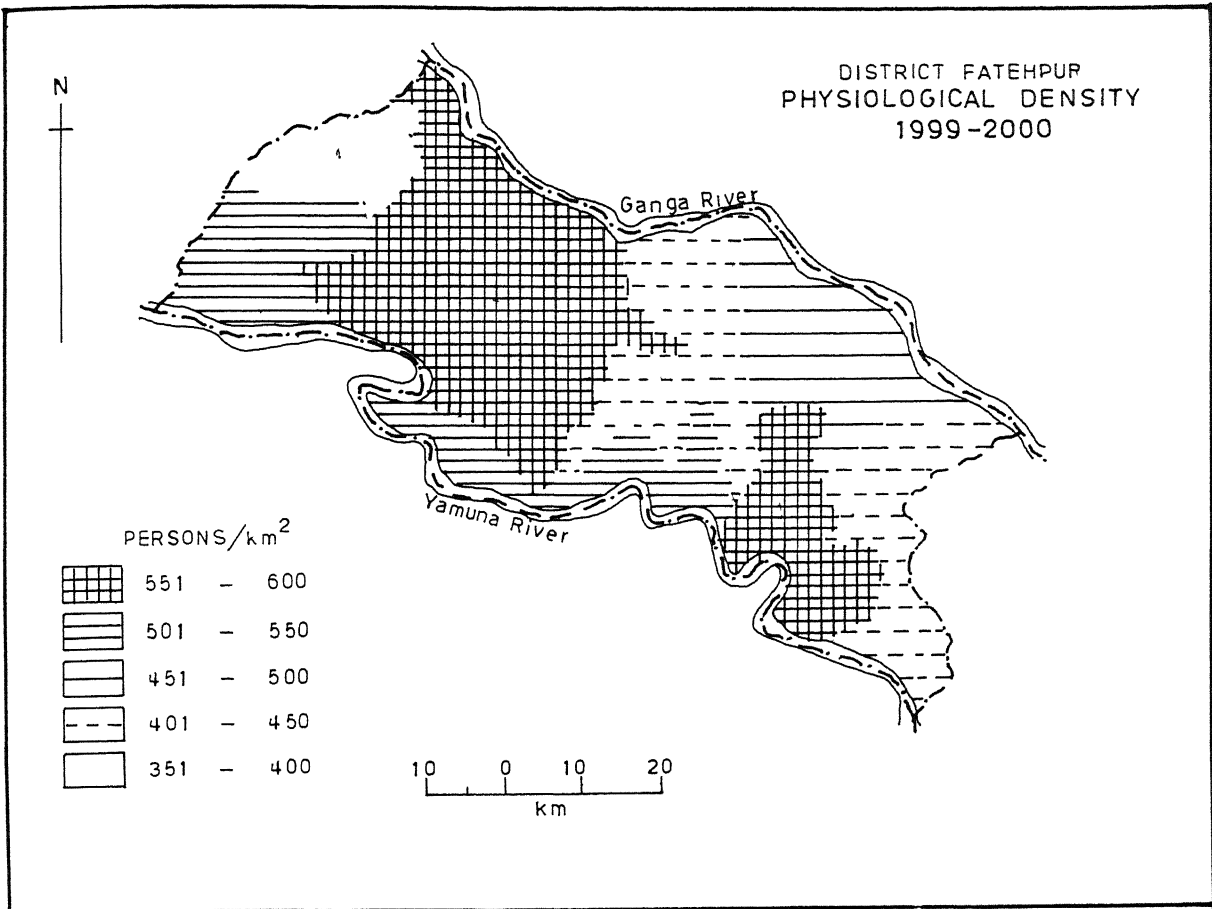 N
DISTRICT FATEHPUR
PHYSIOLOGICAL DENSITY
1999-2000
Ganga River
Yamuna River
PERSONS/km²
551 - 600
501 - 550
451 - 500
401 - 450
351 - 400
10 0 10 20
km